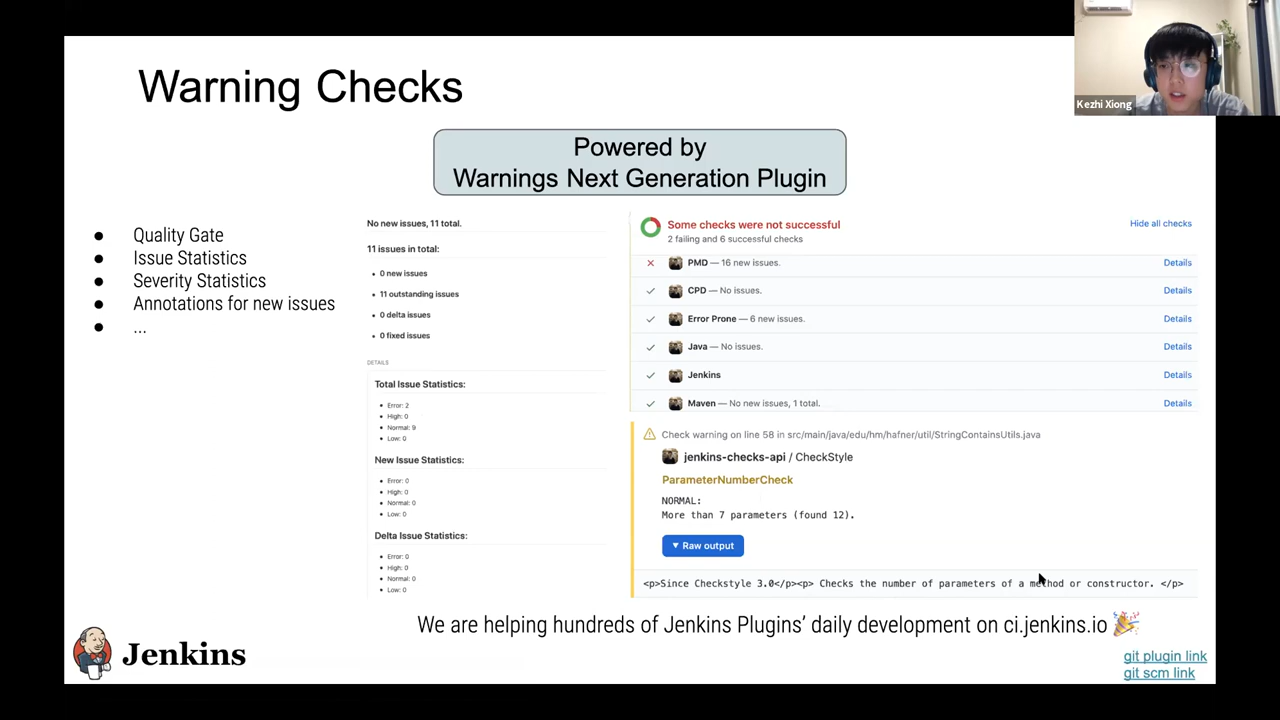 Kezhi Xiong
Warning Checks
Powered by
Warnings Next Generation Plugin
● Quality Gate
● Issue Statistics
● Severity Statistics
● Annotations for new issues
● ...
No new issues, 11 total.
11 issues in total:
• 0 new issues
• 11 outstanding issues
• 0 delta issues
• 0 fixed issues
DETAILS
Total Issue Statistics:
• Error: 2
• High: 0
• Normal: 9
• Low: 0
New Issue Statistics:
• Error: 0
• High: 0
• Normal: 0
• Low: 0
Delta Issue Statistics:
• Error: 0
• High: 0
• Normal: 0
• Low: 0
Some checks were not successful
Hide all checks
2 failing and 6 successful checks
PMD — 16 new issues. Details
CPD — No issues. Details
Error Prone — 6 new issues. Details
Java — No issues. Details
Jenkins Details
Maven — No new issues, 1 total. Details
Check warning on line 58 in src/main/java/edu/hm/hafner/util/StringContainsUtils.java
jenkins-checks-api / CheckStyle
ParameterNumberCheck
NORMAL:
More than 7 parameters (found 12).
▼ Raw output
<p>Since Checkstyle 3.0</p><p> Checks the number of parameters of a method or constructor. </p>
We are helping hundreds of Jenkins Plugins’ daily development on ci.jenkins.io 🎉
Jenkins
git plugin link
git scm link